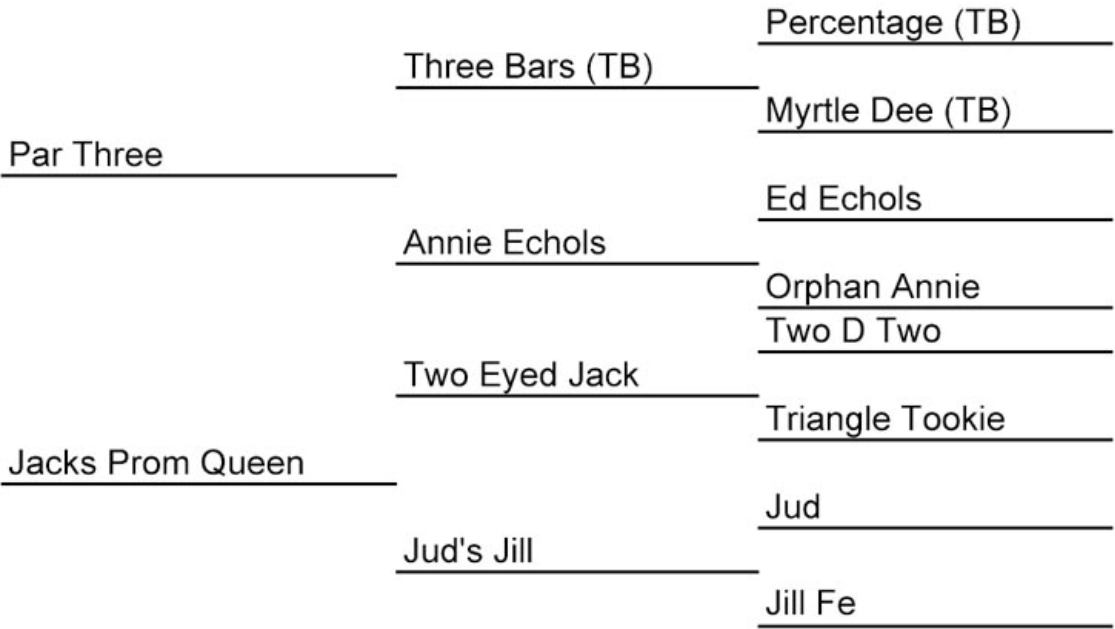 Percentage (TB)
Three Bars (TB)
Myrtle Dee (TB)
Par Three
Ed Echols
Annie Echols
Orphan Annie
Two D Two
Two Eyed Jack
Triangle Tookie
Jacks Prom Queen
Jud
Jud's Jill
Jill Fe